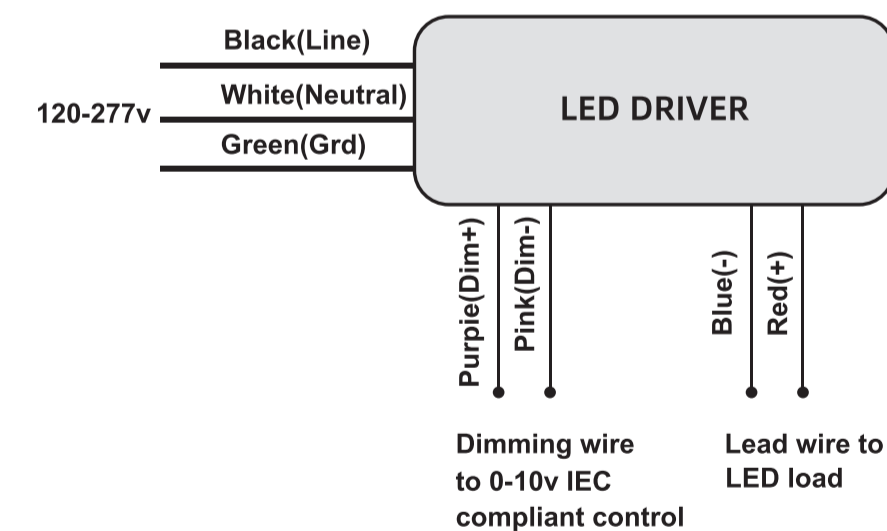 Black(Line)
White(Neutral)
120-277v
Green(Grd)
LED DRIVER
Purpie(Dim+)
Pink(Dim-)
Blue(-)
Red(+)
Dimming wire
to 0-10v IEC
compliant control
Lead wire to
LED load